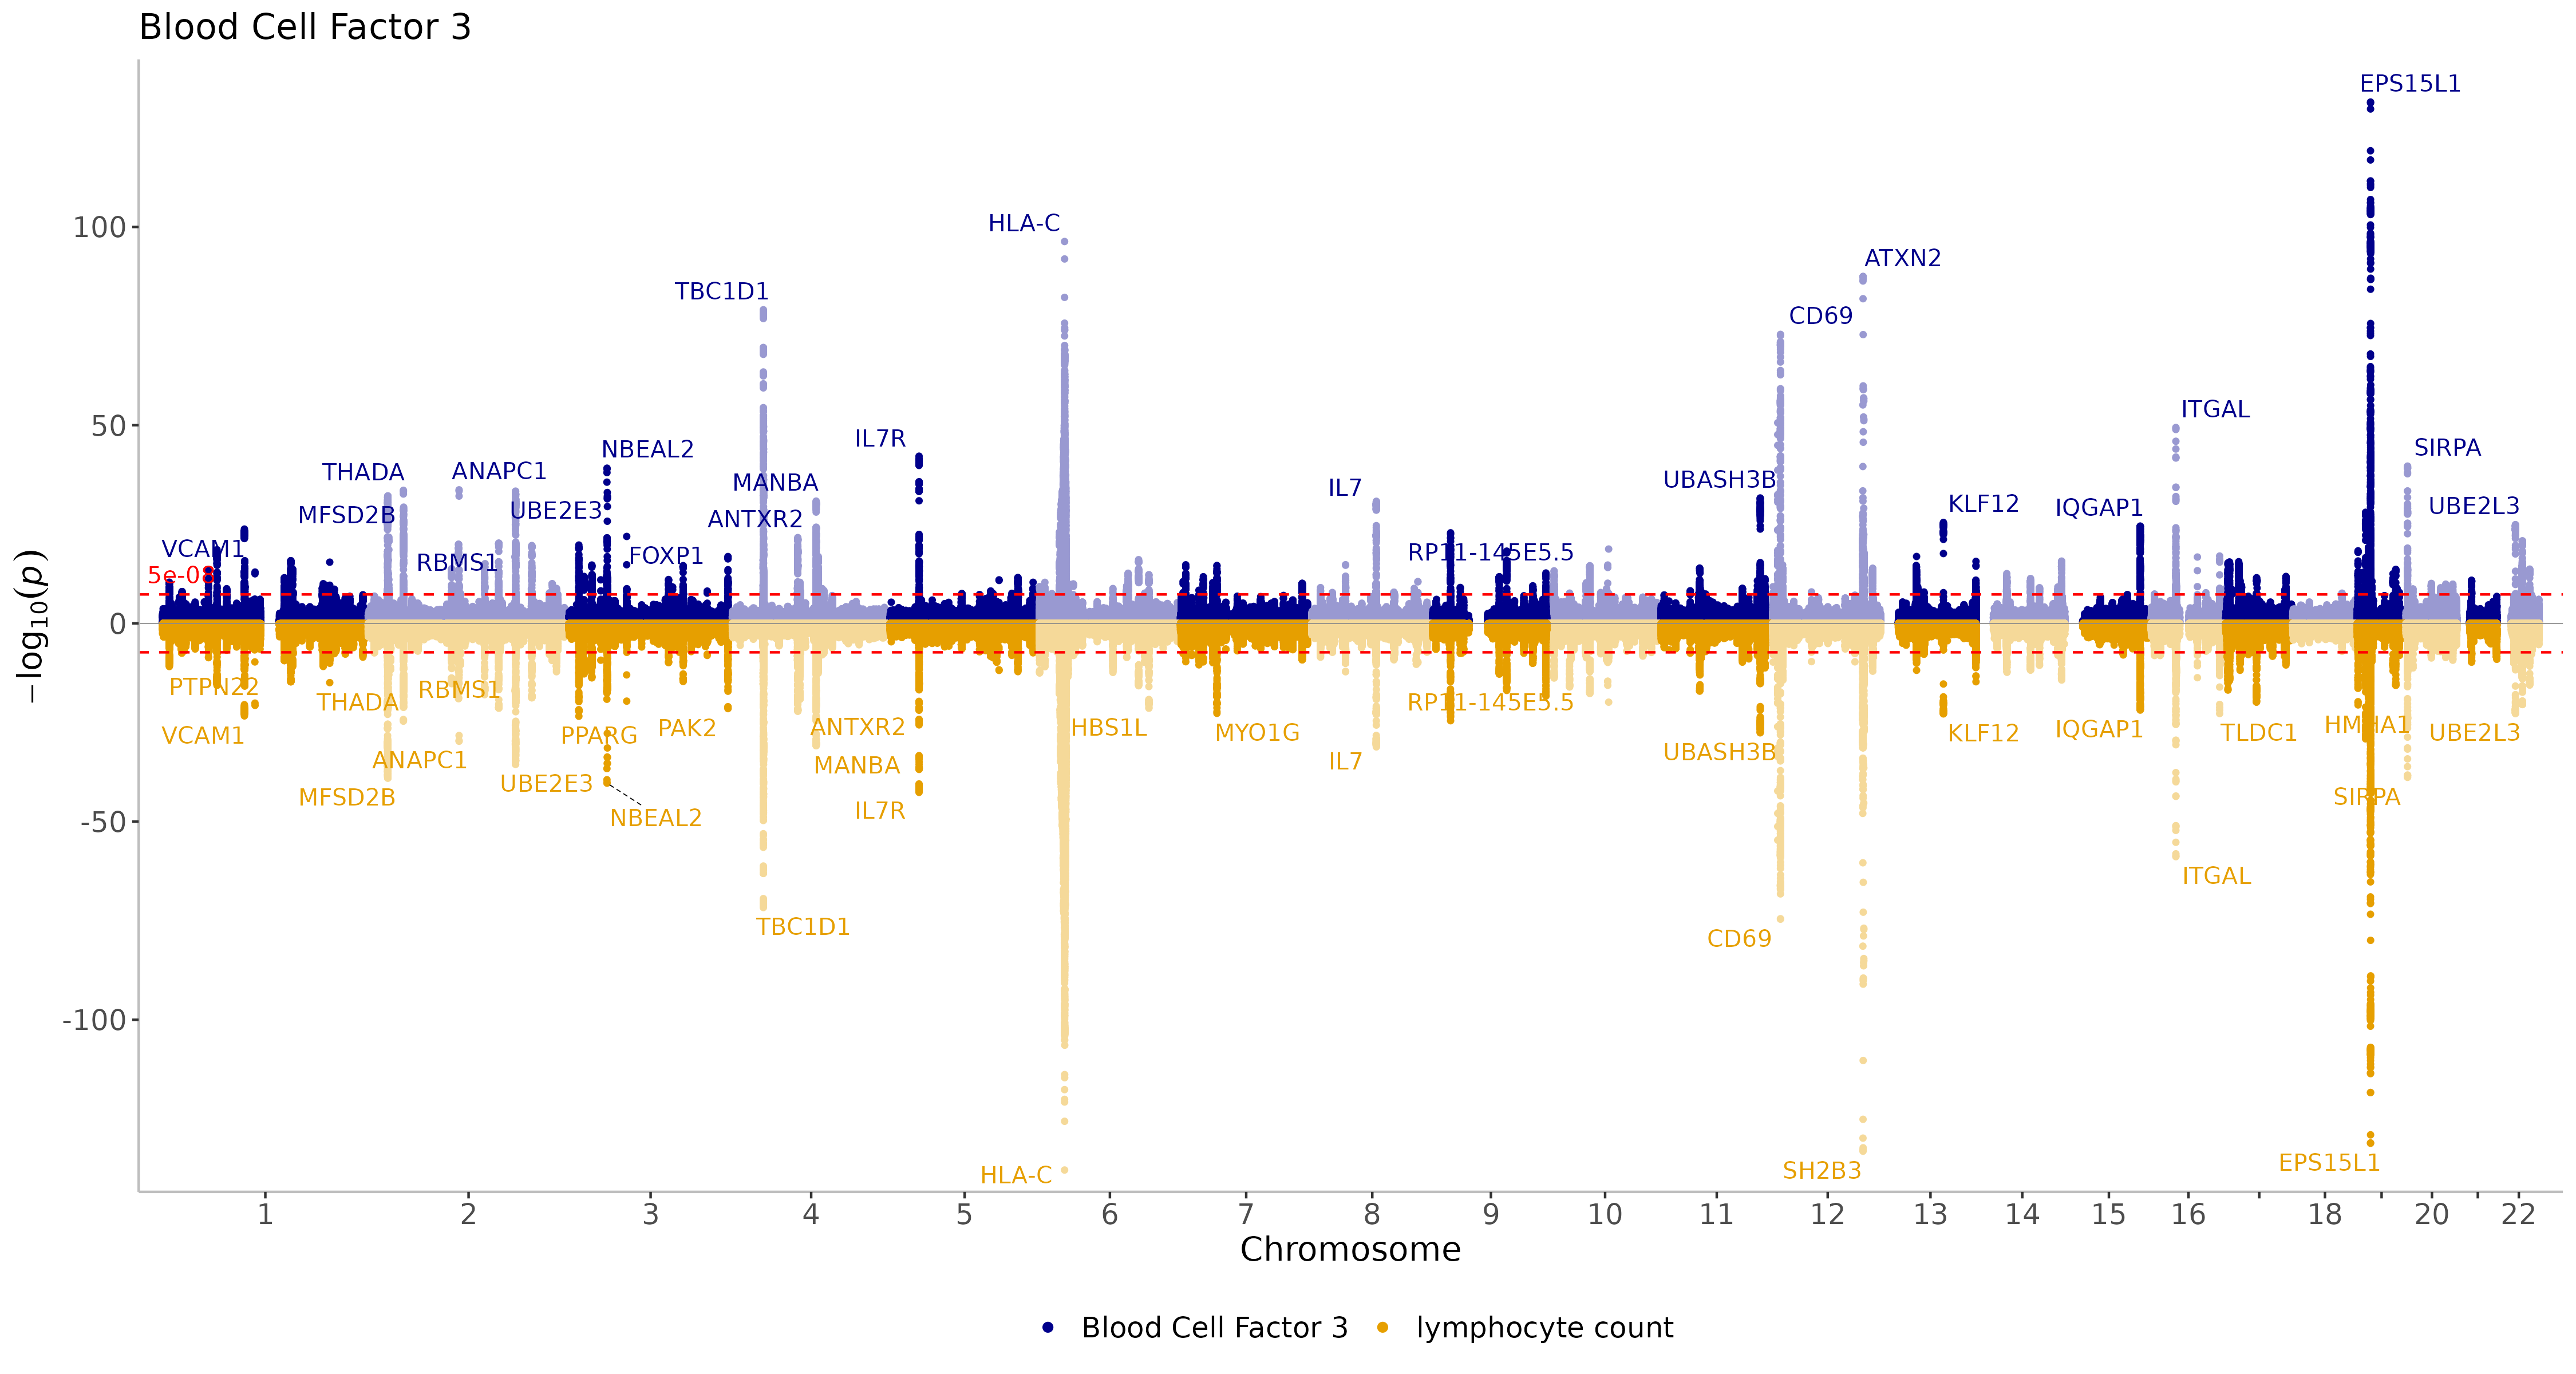 Blood Cell Factor 3
EPS15L1
HLA-C
ATXN2
TBC1D1
CD69
ITGAL
IL7R
NBEAL2
SIRPA
THADA
ANAPC1
MANBA
IL7
UBASH3B
MFSD2B
UBE2E3
ANTXR2
KLF12
IQGAP1
UBE2L3
VCAM1
RBMS1
FOXP1
RP11-145E5.5
5e-08
PTPN22
THADA
RBMS1
RP11-145E5.5
VCAM1
PPARG
PAK2
ANTXR2
HBS1L
MYO1G
KLF12
IQGAP1
TLDC1
HMHA1
UBE2L3
ANAPC1
MANBA
IL7
UBASH3B
MFSD2B
UBE2E3
NBEAL2
IL7R
SIRPA
ITGAL
TBC1D1
CD69
HLA-C
SH2B3
EPS15L1
100
50
0
-50
-100
−log10(p)
1 2 3 4 5 6 7 8 9 10 11 12 13 14 15 16 18 20 22
Chromosome
Blood Cell Factor 3 lymphocyte count